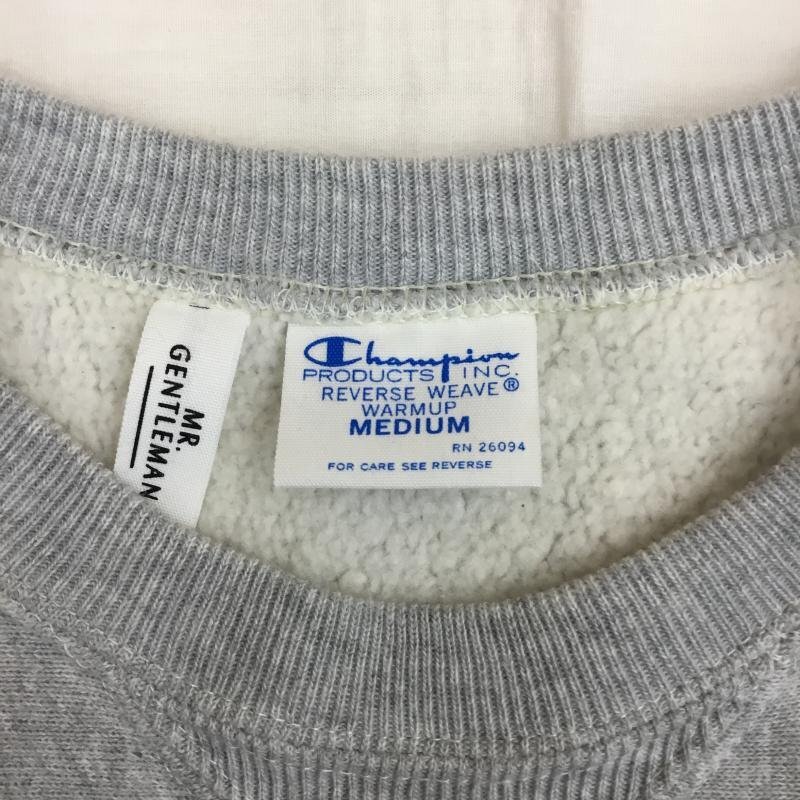 MR.
GENTLEMAN
Champion
PRODUCTS INC.
REVERSE WEAVE®
WARMUP
MEDIUM
RN 26094
FOR CARE SEE REVERSE